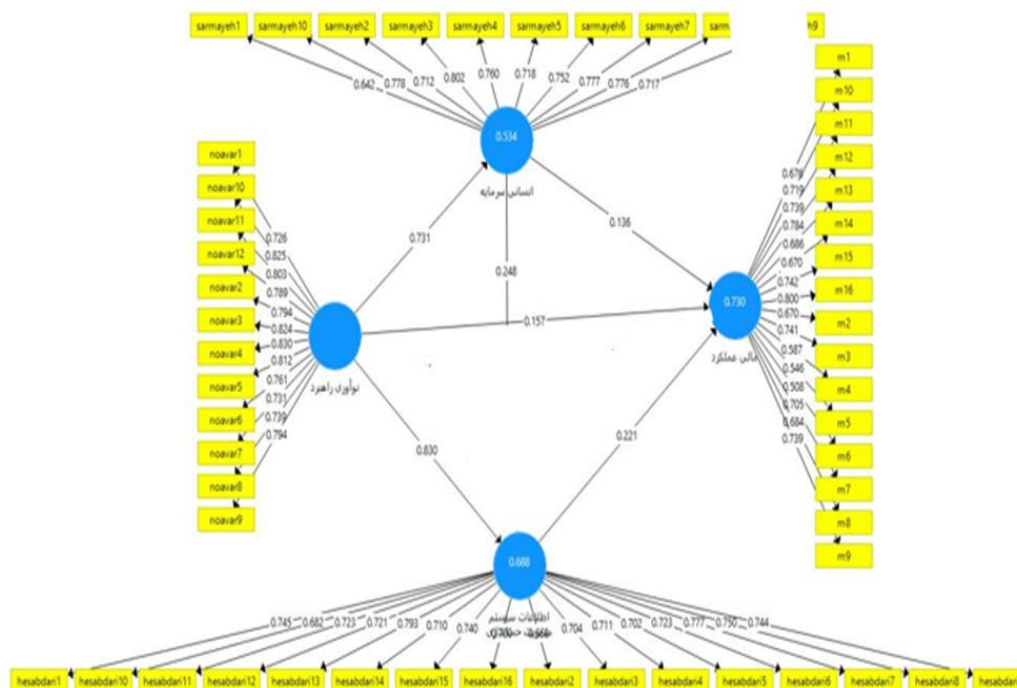 sarmayeh1 sarmayeh10 sarmayeh2 sarmayeh3 sarmayeh4 sarmayeh5 sarmayeh6 sarmayeh7 sarm h9
0.642 0.778 0.712 0.802 0.760 0.718 0.752 0.777 0.776 0.717
0.534
انسانی سرمایه
m1
m10
m11
m12
m13
m14
m15
m16
m2
m3
m4
m5
m6
m7
m8
m9
0.678
0.719
0.739
0.784
0.686
0.670
0.742
0.800
0.670
0.741
0.587
0.546
0.508
0.705
0.684
0.739
noavar1
noavar10
noavar11
noavar12
noavar2
noavar3
noavar4
noavar5
noavar6
noavar7
noavar8
noavar9
0.726
0.825
0.803
0.789
0.794
0.824
0.830
0.812
0.761
0.731
0.739
0.794
0.731
0.136
0.248
0.157
0.730
مالی عملکرد
نوآوری راهبرد
0.830
0.221
0.688
اطلاعات سیستم
0.745 0.682 0.723 0.721 0.793 0.710 0.740 0.704 0.711 0.702 0.723 0.777 0.750 0.744
hesabdari1 hesabdari10 hesabdari11 hesabdari12 hesabdari13 hesabdari14 hesabdari15 hesabdari16 hesabdari2 hesabdari3 hesabdari4 hesabdari5 hesabdari6 hesabdari7 hesabdari8 hesabdar